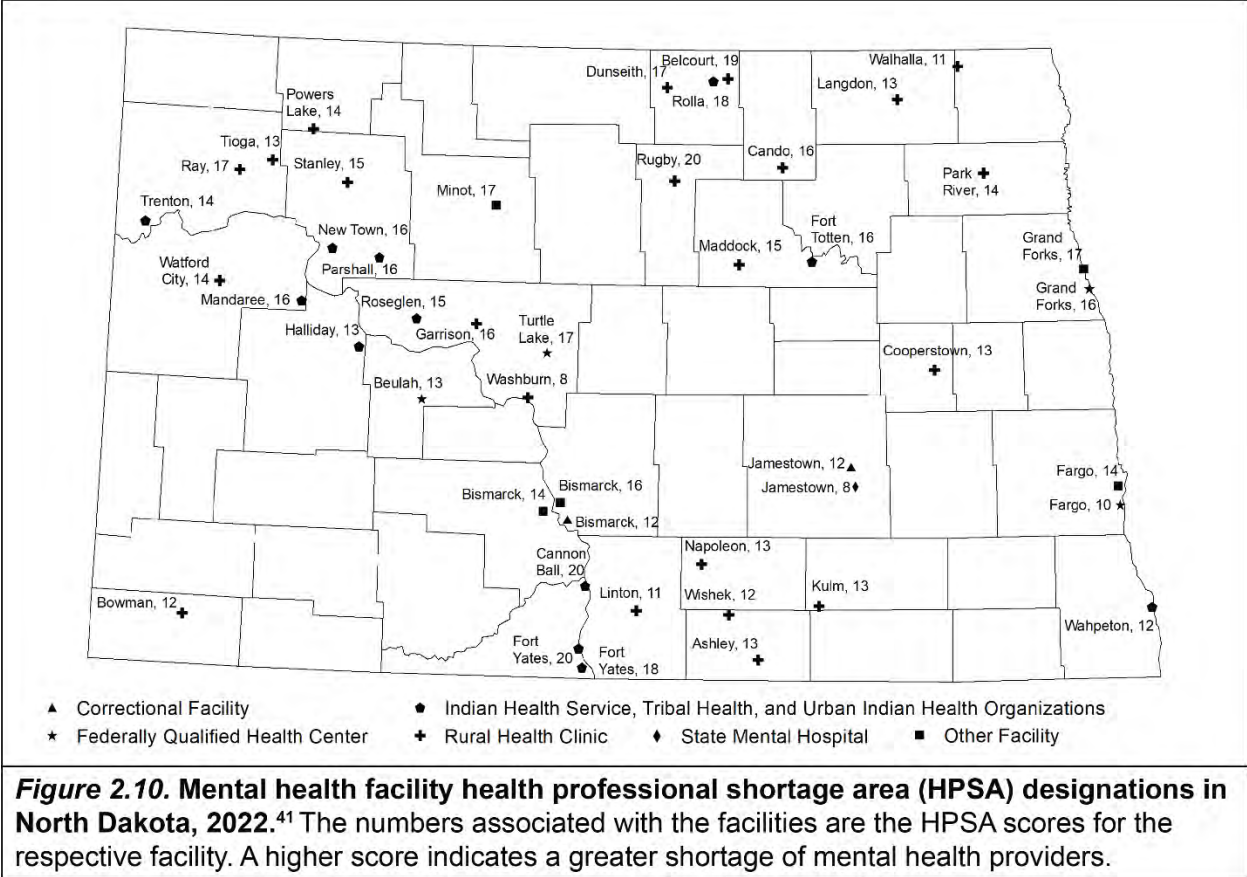 Belcourt, 19
Walhalla, 11
Dunseith, 17
Langdon, 13
Rolla, 18
Powers
Lake, 14
Tioga, 13
Ray, 17
Stanley, 15
Rugby, 20
Cando, 16
Park
River, 14
Minot, 17
Trenton, 14
New Town, 16
Parshall, 16
Fort
Totten, 16
Maddock, 15
Grand
Forks, 17
Grand
Forks, 16
Watford
City, 14
Mandaree, 16
Roseglen, 15
Garrison, 16
Halliday, 13
Turtle
Lake, 17
Cooperstown, 13
Beulah, 13
Washburn, 8
Jamestown, 12
Jamestown, 8
Fargo, 14
Fargo, 10
Bismarck, 14
Bismarck, 16
Bismarck, 12
Cannon
Ball, 20
Napoleon, 13
Linton, 11
Wishek, 12
Kulm, 13
Bowman, 12
Wahpeton, 12
Fort
Yates, 20
Fort
Yates, 18
Ashley, 13
Correctional Facility
Indian Health Service, Tribal Health, and Urban Indian Health Organizations
Federally Qualified Health Center
Rural Health Clinic
State Mental Hospital
Other Facility
Figure 2.10. Mental health facility health professional shortage area (HPSA) designations in
North Dakota, 2022.41 The numbers associated with the facilities are the HPSA scores for the
respective facility. A higher score indicates a greater shortage of mental health providers.